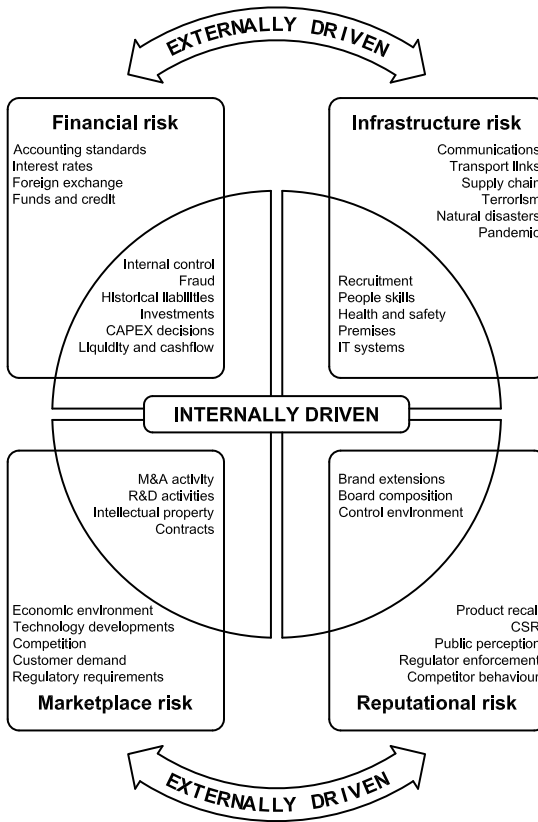 EXTERNALLY DRIVEN
Financial risk
Accounting standards
Interest rates
Foreign exchange
Funds and credit
Internal control
Fraud
Historical liabilities
Investments
CAPEX decisions
Liquidity and cashflow
Infrastructure risk
Communications
Transport links
Supply chain
Terrorism
Natural disasters
Pandemic
Recruitment
People skills
Health and safety
Premises
IT systems
INTERNALLY DRIVEN
M&A activity
R&D activities
Intellectual property
Contracts
Economic environment
Technology developments
Competition
Customer demand
Regulatory requirements
Marketplace risk
Brand extensions
Board composition
Control environment
Product recall
CSR
Public perception
Regulator enforcement
Competitor behaviour
Reputational risk
EXTERNALLY DRIVEN